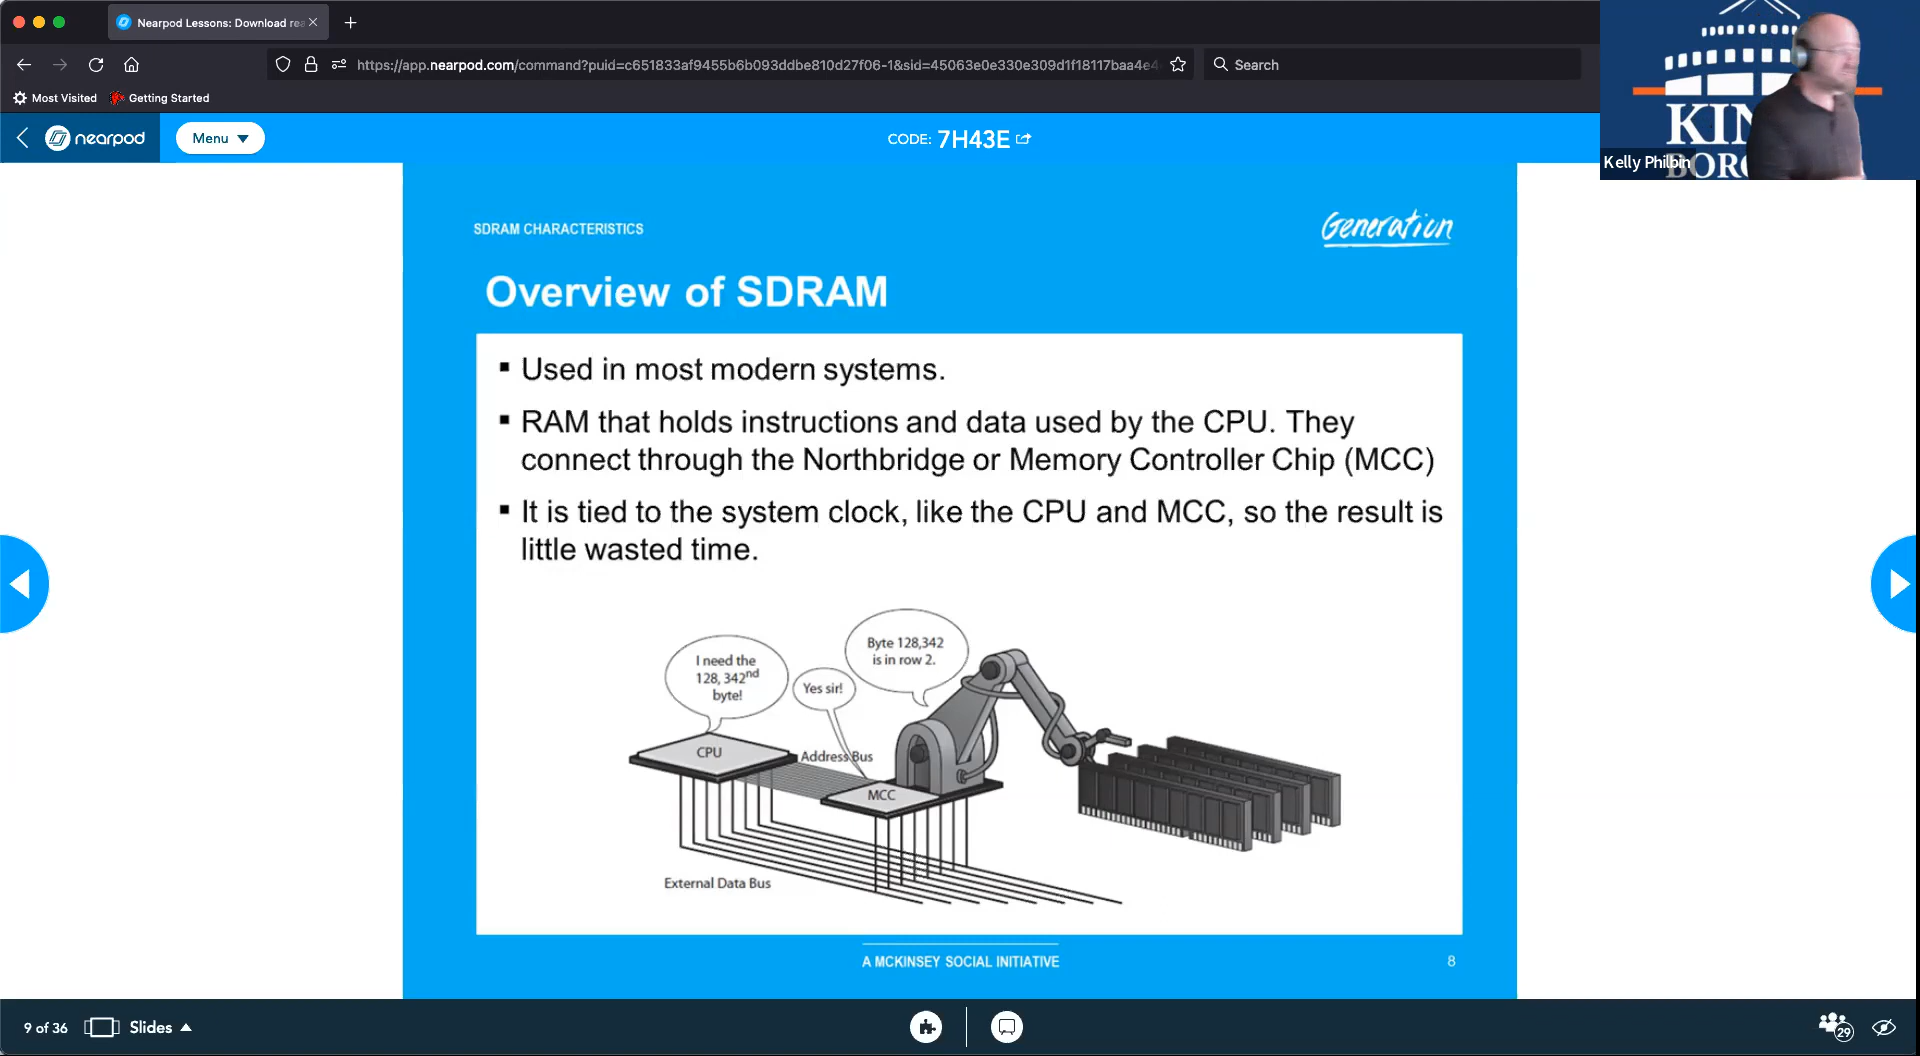 Nearpod Lessons: Download rea
https://app.nearpod.com/command?puid=c651833af9455b6b093ddbe810d27f06-1&sid=45063e0e330e309d1f18117baa4e4
Search
Most Visited
Getting Started
nearpod
Menu
CODE: 7H43E
KIN
BORO
Kelly Philbin
SDRAM CHARACTERISTICS
Generation
Overview of SDRAM
▪ Used in most modern systems.
▪ RAM that holds instructions and data used by the CPU. They
connect through the Northbridge or Memory Controller Chip (MCC)
▪ It is tied to the system clock, like the CPU and MCC, so the result is
little wasted time.
I need the
128, 342nd
byte!
Yes sir!
Byte 128,342
is in row 2.
CPU
Address Bus
MCC
External Data Bus
A MCKINSEY SOCIAL INITIATIVE
8
9 of 36
Slides
29